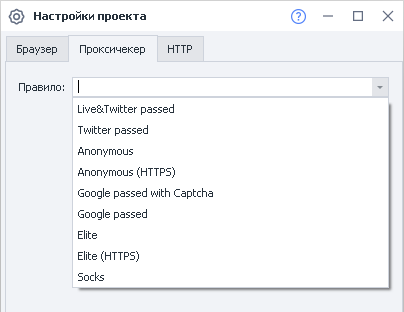 Настройки проекта
Браузер Проксичекер HTTP
Правило:
Live&Twitter passed
Twitter passed
Anonymous
Anonymous (HTTPS)
Google passed with Captcha
Google passed
Elite
Elite (HTTPS)
Socks